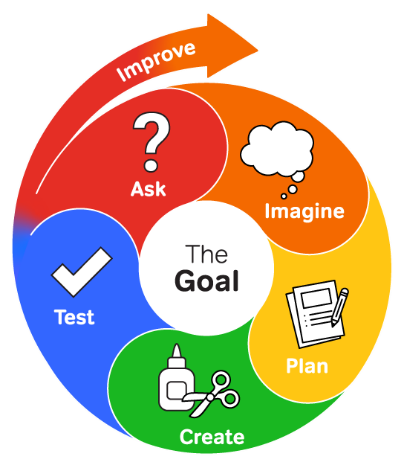 Improve
Ask
Imagine
The
Goal
Test
Plan
Create